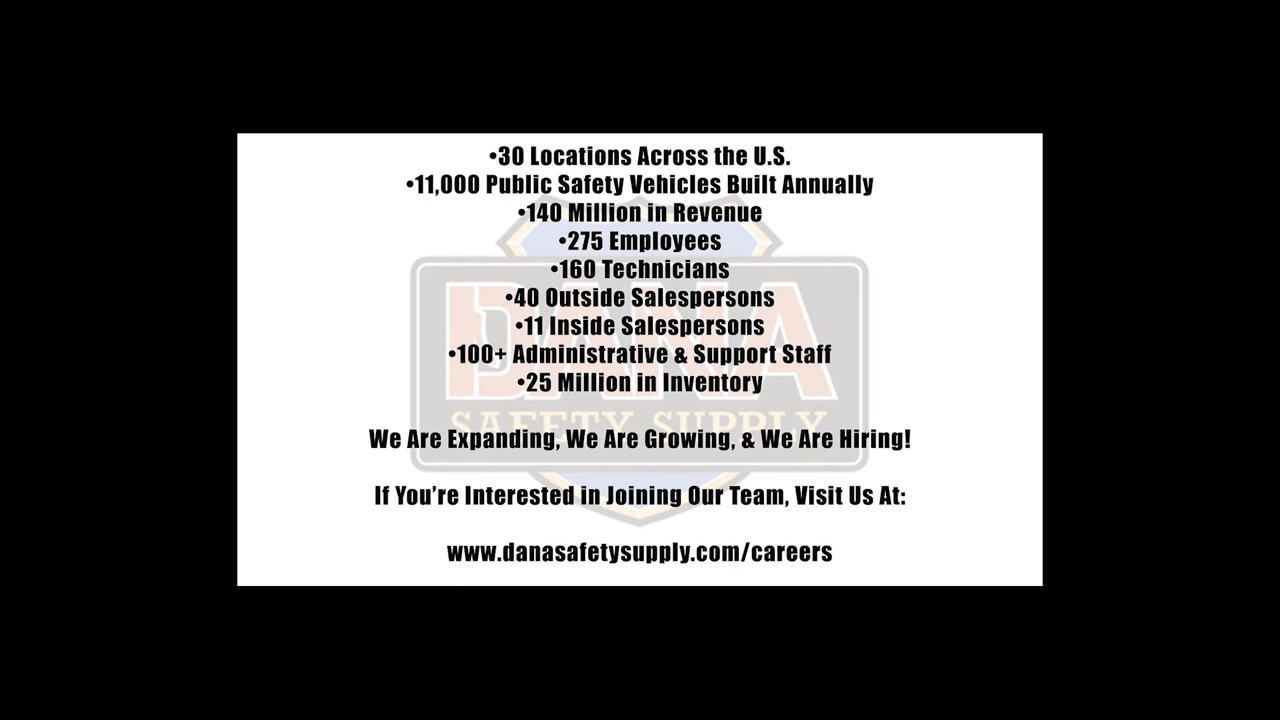 •30 Locations Across the U.S.
•11,000 Public Safety Vehicles Built Annually
•140 Million in Revenue
•275 Employees
•160 Technicians
•40 Outside Salespersons
•11 Inside Salespersons
•100+ Administrative & Support Staff
•25 Million in Inventory
We Are Expanding, We Are Growing, & We Are Hiring!
If You’re Interested in Joining Our Team, Visit Us At:
www.danasafetysupply.com/careers
DANA
SAFETY SUPPLY